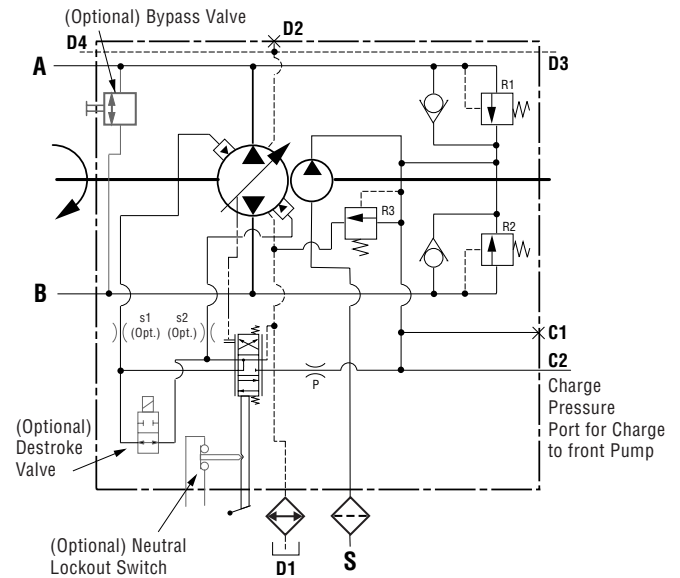 (Optional) Bypass Valve
D4
D2
A
D3
R1
R3
R2
B
s1
(Opt.)
s2
(Opt.)
C1
P
C2
Charge
Pressure
Port for Charge
to front Pump
(Optional)
Destroke
Valve
(Optional) Neutral
Lockout Switch
D1
S